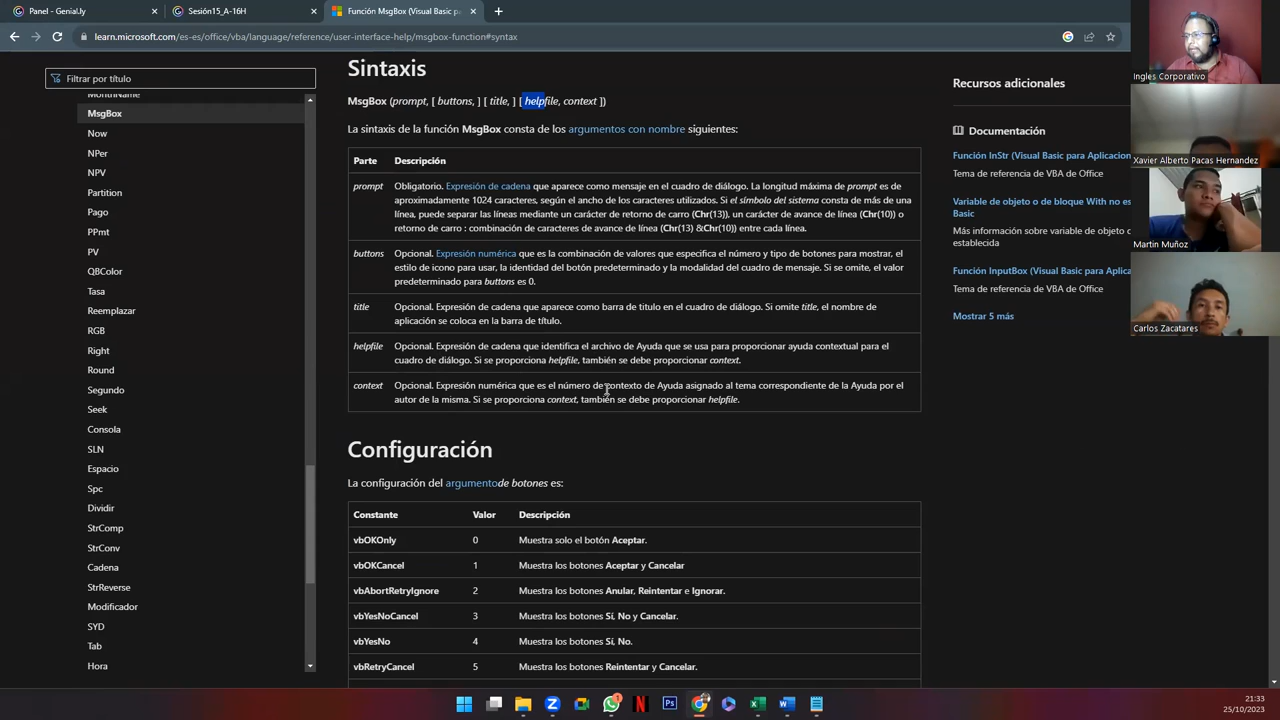 Panel - Genial.ly
Sesión15_A-16H
Función MsgBox (Visual Basic pa
learn.microsoft.com/es-es/office/vba/language/reference/user-interface-help/msgbox-function#syntax
Filtrar por título
MonthName
MsgBox
Now
NPer
NPV
Partition
Pago
PPmt
PV
QBColor
Tasa
Reemplazar
RGB
Right
Round
Segundo
Seek
Consola
SLN
Espacio
Spc
Dividir
StrComp
StrConv
Cadena
StrReverse
Modificador
SYD
Tab
Hora
Sintaxis
MsgBox (prompt, [ buttons, ] [ title, ] [ helpfile, context ])
La sintaxis de la función MsgBox consta de los argumentos con nombre siguientes:
Parte Descripción
prompt Obligatorio. Expresión de cadena que aparece como mensaje en el cuadro de diálogo. La longitud máxima de prompt es de
aproximadamente 1024 caracteres, según el ancho de los caracteres utilizados. Si el símbolo del sistema consta de más de una
línea, puede separar las líneas mediante un carácter de retorno de carro (Chr(13)), un carácter de avance de línea (Chr(10)) o
retorno de carro : combinación de caracteres de avance de línea (Chr(13) &Chr(10)) entre cada línea.
buttons Opcional. Expresión numérica que es la combinación de valores que especifica el número y tipo de botones para mostrar, el
estilo de icono para usar, la identidad del botón predeterminado y la modalidad del cuadro de mensaje. Si se omite, el valor
predeterminado para buttons es 0.
title Opcional. Expresión de cadena que aparece como barra de título en el cuadro de diálogo. Si omite title, el nombre de
aplicación se coloca en la barra de título.
helpfile Opcional. Expresión de cadena que identifica el archivo de Ayuda que se usa para proporcionar ayuda contextual para el
cuadro de diálogo. Si se proporciona helpfile, también se debe proporcionar context.
context Opcional. Expresión numérica que es el número de contexto de Ayuda asignado al tema correspondiente de la Ayuda por el
autor de la misma. Si se proporciona context, también se debe proporcionar helpfile.
Configuración
La configuración del argumentode botones es:
Constante Valor Descripción
vbOKOnly 0 Muestra solo el botón Aceptar.
vbOKCancel 1 Muestra los botones Aceptar y Cancelar
vbAbortRetryIgnore 2 Muestra los botones Anular, Reintentar e Ignorar.
vbYesNoCancel 3 Muestra los botones Sí, No y Cancelar.
vbYesNo 4 Muestra los botones Sí, No.
vbRetryCancel 5 Muestra los botones Reintentar y Cancelar.
Recursos adicionales
Documentación
Función InStr (Visual Basic para Aplicacion
Tema de referencia de VBA de Office
Variable de objeto o de bloque With no es
Basic
Más información sobre variable de objeto o
establecida
Función InputBox (Visual Basic para Aplica
Tema de referencia de VBA de Office
Mostrar 5 más
Ingles Corporativo
Xavier Alberto Pacas Hernandez
Martin Muñoz
Carlos Zacatares
21:33
25/10/2023